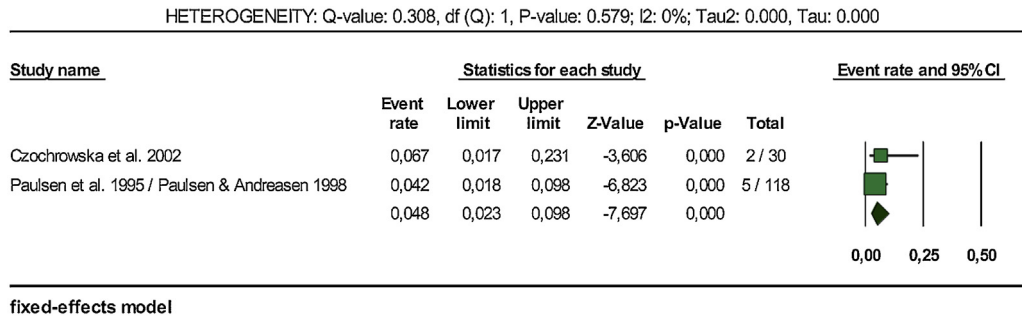 HETEROGENEITY: Q-value: 0.308, df (Q): 1, P-value: 0.579; I2: 0%; Tau2: 0.000, Tau: 0.000
Study name Statistics for each study Event rate and 95% CI
Event Lower Upper
rate limit limit Z-Value p-Value Total
Czochrowska et al. 2002 0,067 0,017 0,231 -3,606 0,000 2 / 30
Paulsen et al. 1995 / Paulsen & Andreasen 1998 0,042 0,018 0,098 -6,823 0,000 5 / 118
0,048 0,023 0,098 -7,697 0,000
0,00 0,25 0,50
fixed-effects model